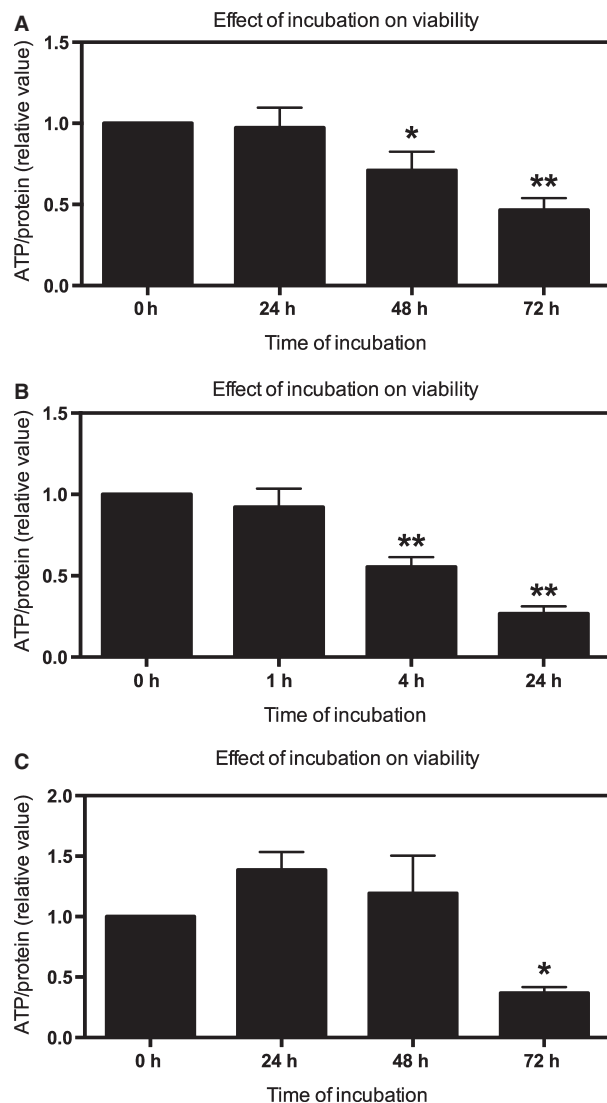 A
Effect of incubation on viability
ATP/protein (relative value)
1.5
1.0
0.5
0.0
*
**
0 h 24 h 48 h 72 h
Time of incubation
B
Effect of incubation on viability
ATP/protein (relative value)
1.5
1.0
0.5
0.0
**
**
0 h 1 h 4 h 24 h
Time of incubation
C
Effect of incubation on viability
ATP/protein (relative value)
2.0
1.5
1.0
0.5
0.0
*
0 h 24 h 48 h 72 h
Time of incubation